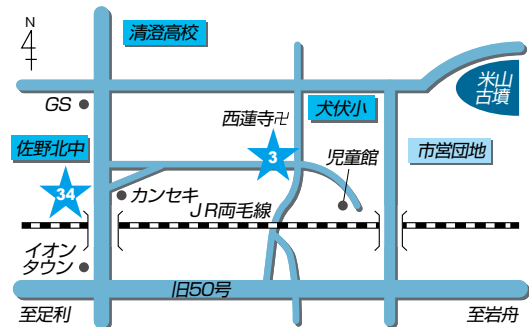 N
4
清澄高校
米山
古墳
GS
西蓮寺卍
犬伏小
佐野北中
3
児童館
市営団地
34
カンセキ
JR両毛線
イオン
タウン
旧50号
至足利
至岩舟